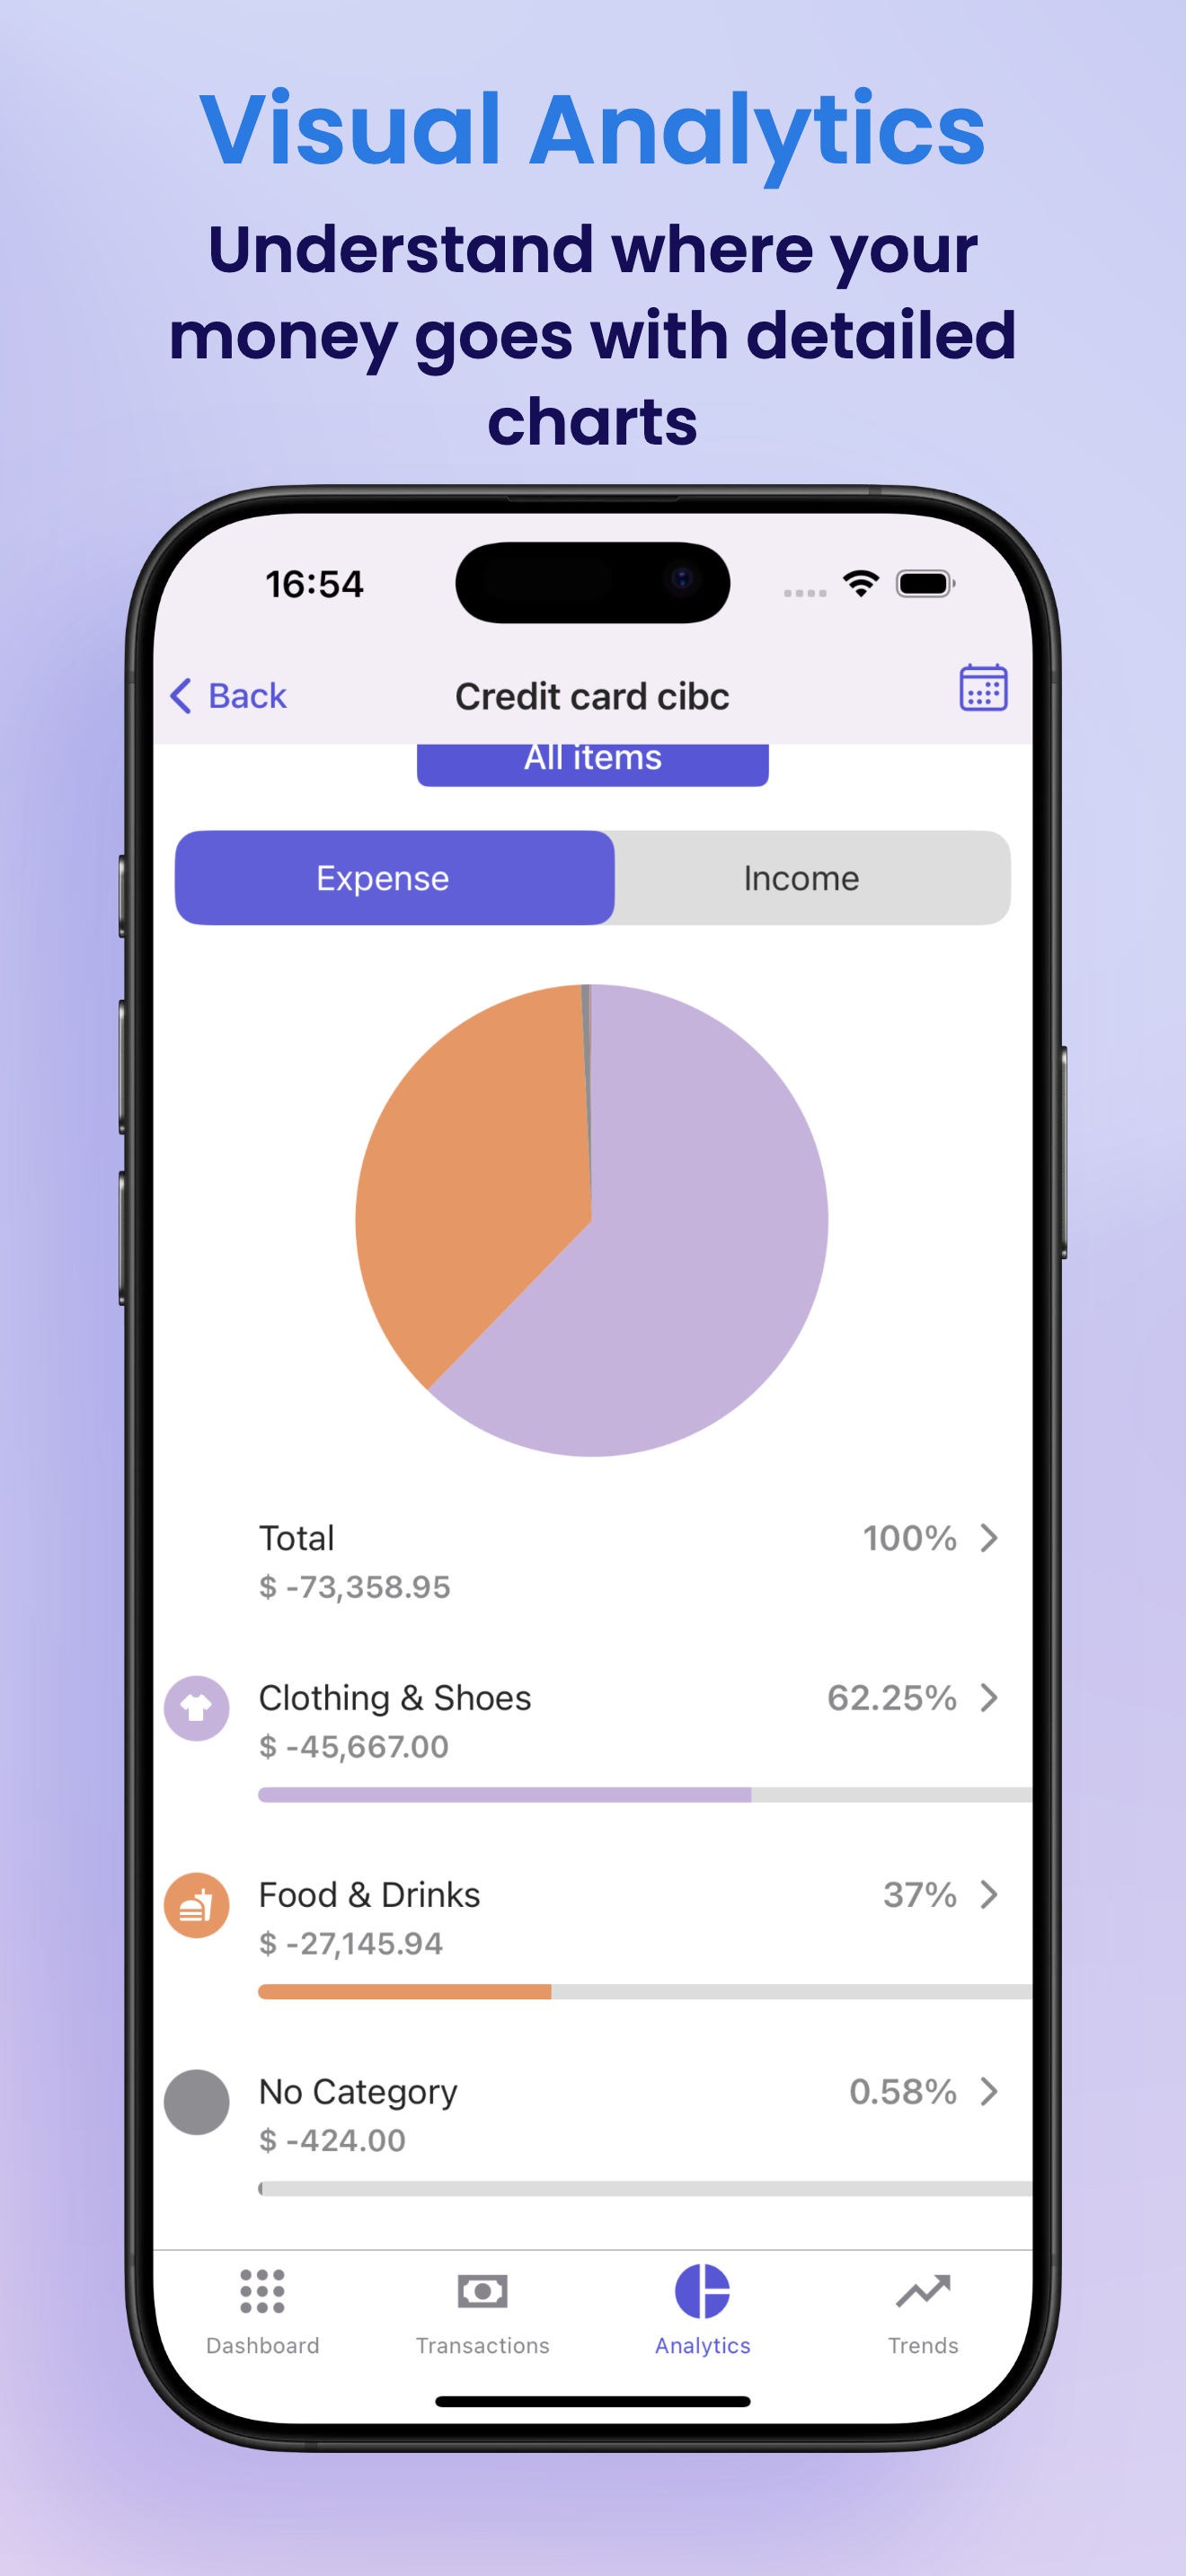 Visual Analytics
Understand where your
money goes with detailed
charts
16:54
Back
Credit card cibc
All items
Expense
Income
Total
100%
$ -73,358.95
Clothing & Shoes
62.25%
$ -45,667.00
Food & Drinks
37%
$ -27,145.94
No Category
0.58%
$ -424.00
Dashboard
Transactions
Analytics
Trends